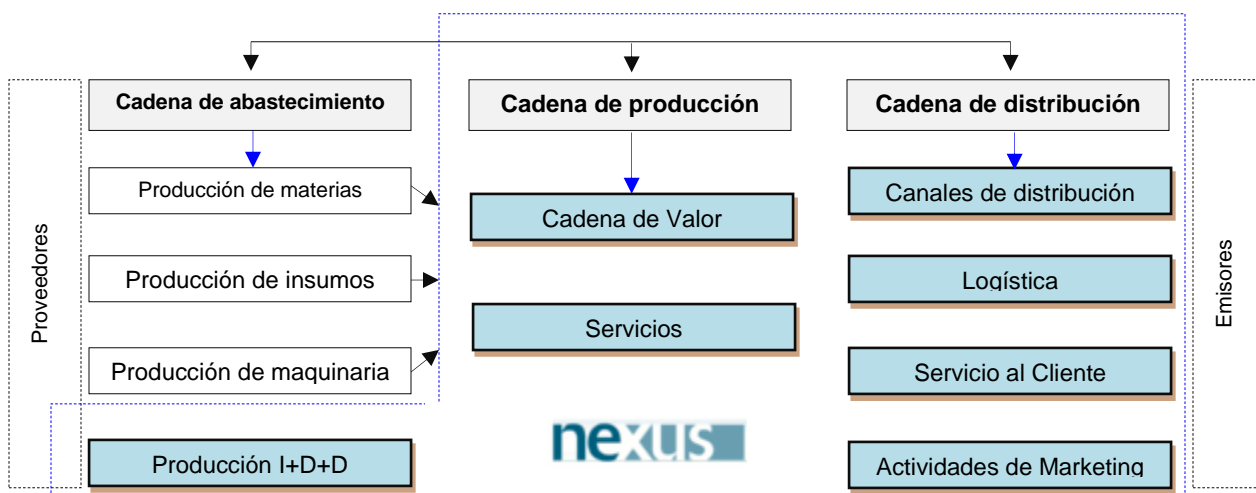 Cadena de abastecimiento
Cadena de producción
Cadena de distribución
Proveedores
Producción de materias
Producción de insumos
Producción de maquinaria
Producción I+D+D
Cadena de Valor
Servicios
nexus
Canales de distribución
Logística
Servicio al Cliente
Actividades de Marketing
Emisores